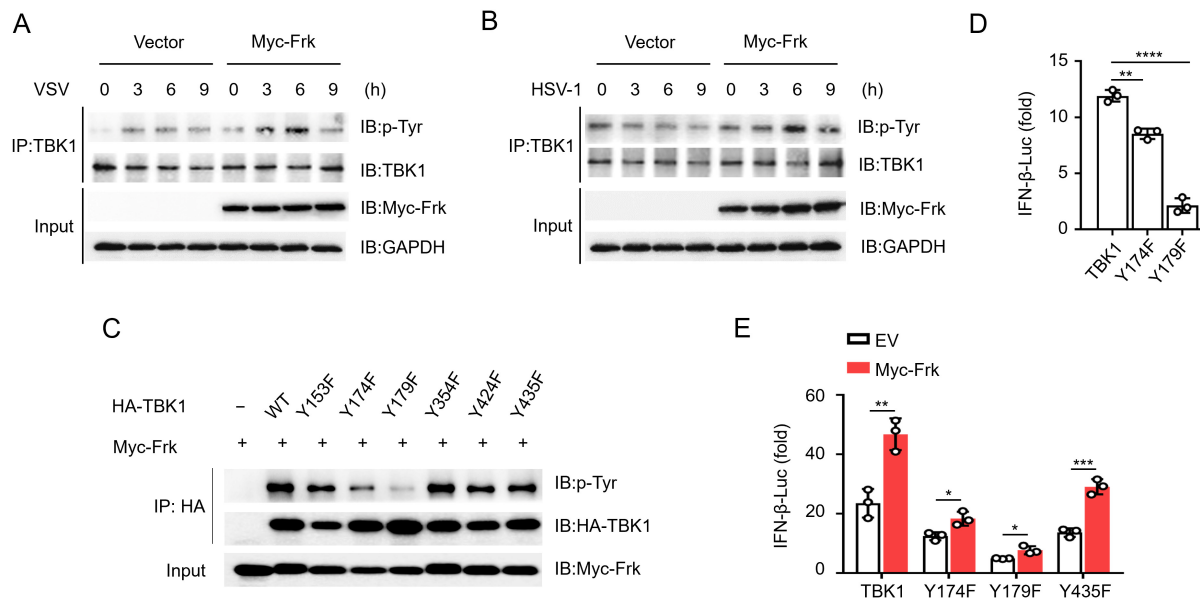 A
Vector Myc-Frk
VSV 0 3 6 9 0 3 6 9 (h)
IP:TBK1
IB:p-Tyr
IB:TBK1
Input
IB:Myc-Frk
IB:GAPDH
B
Vector Myc-Frk
HSV-1 0 3 6 9 0 3 6 9 (h)
IP:TBK1
IB:p-Tyr
IB:TBK1
Input
IB:Myc-Frk
IB:GAPDH
D
IFN-β-Luc (fold)
15
10
5
0
****
**
TBK1 Y174F Y179F
C
HA-TBK1 – WT Y153F Y174F Y179F Y354F Y424F Y435F
Myc-Frk + + + + + + + +
IP: HA
IB:p-Tyr
IB:HA-TBK1
Input
IB:Myc-Frk
E
EV
Myc-Frk
IFN-β-Luc (fold)
60
40
20
0
** * * ***
TBK1 Y174F Y179F Y435F